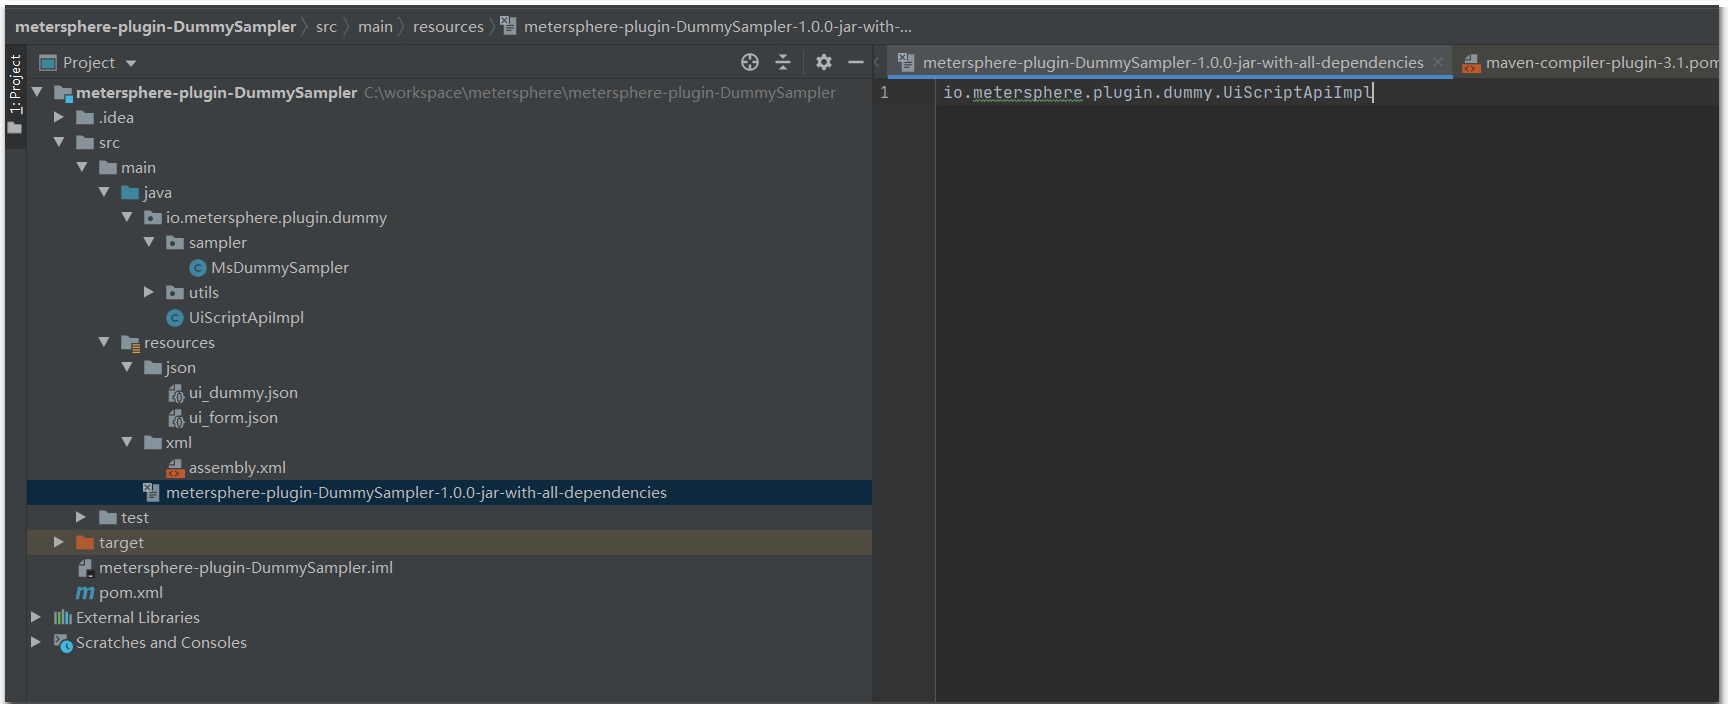 metersphere-plugin-DummySampler src main resources metersphere-plugin-DummySampler-1.0.0-jar-with-...
1: Project
Project
metersphere-plugin-DummySampler C:\workspace\metersphere\metersphere-plugin-DummySampler
.idea
src
main
java
io.metersphere.plugin.dummy
sampler
MsDummySampler
utils
UiScriptApiImpl
resources
json
ui_dummy.json
ui_form.json
xml
assembly.xml
metersphere-plugin-DummySampler-1.0.0-jar-with-all-dependencies
test
target
metersphere-plugin-DummySampler.iml
pom.xml
External Libraries
Scratches and Consoles
metersphere-plugin-DummySampler-1.0.0-jar-with-all-dependencies maven-compiler-plugin-3.1.pom
1 io.metersphere.plugin.dummy.UiScriptApiImpl